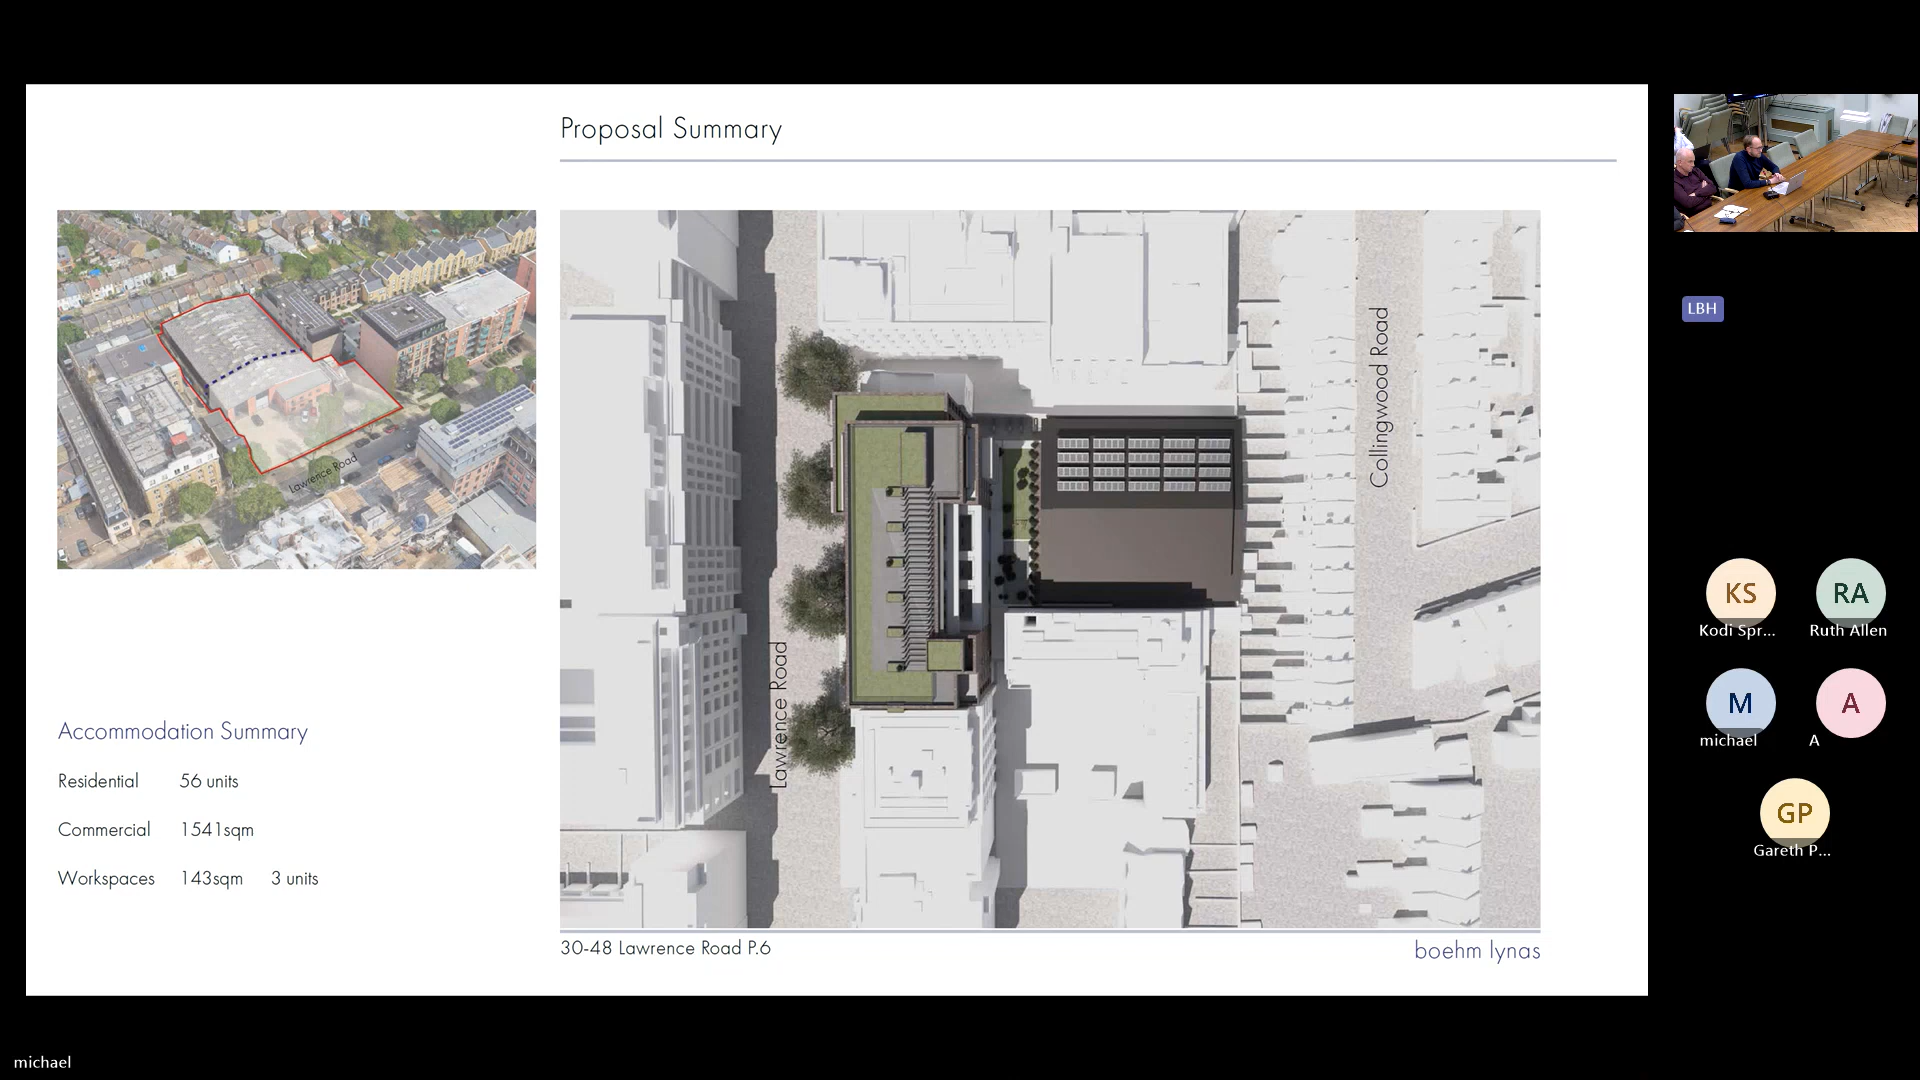 Proposal Summary
Lawrence Road
Collingwood Road
Lawrence Road
Accommodation Summary
Residential 56 units
Commercial 1541sqm
Workspaces 143sqm 3 units
30-48 Lawrence Road P.6
boehm lynas
LBH
KS
Kodi Spr...
RA
Ruth Allen
M
michael
A
A
GP
Gareth P...
michael